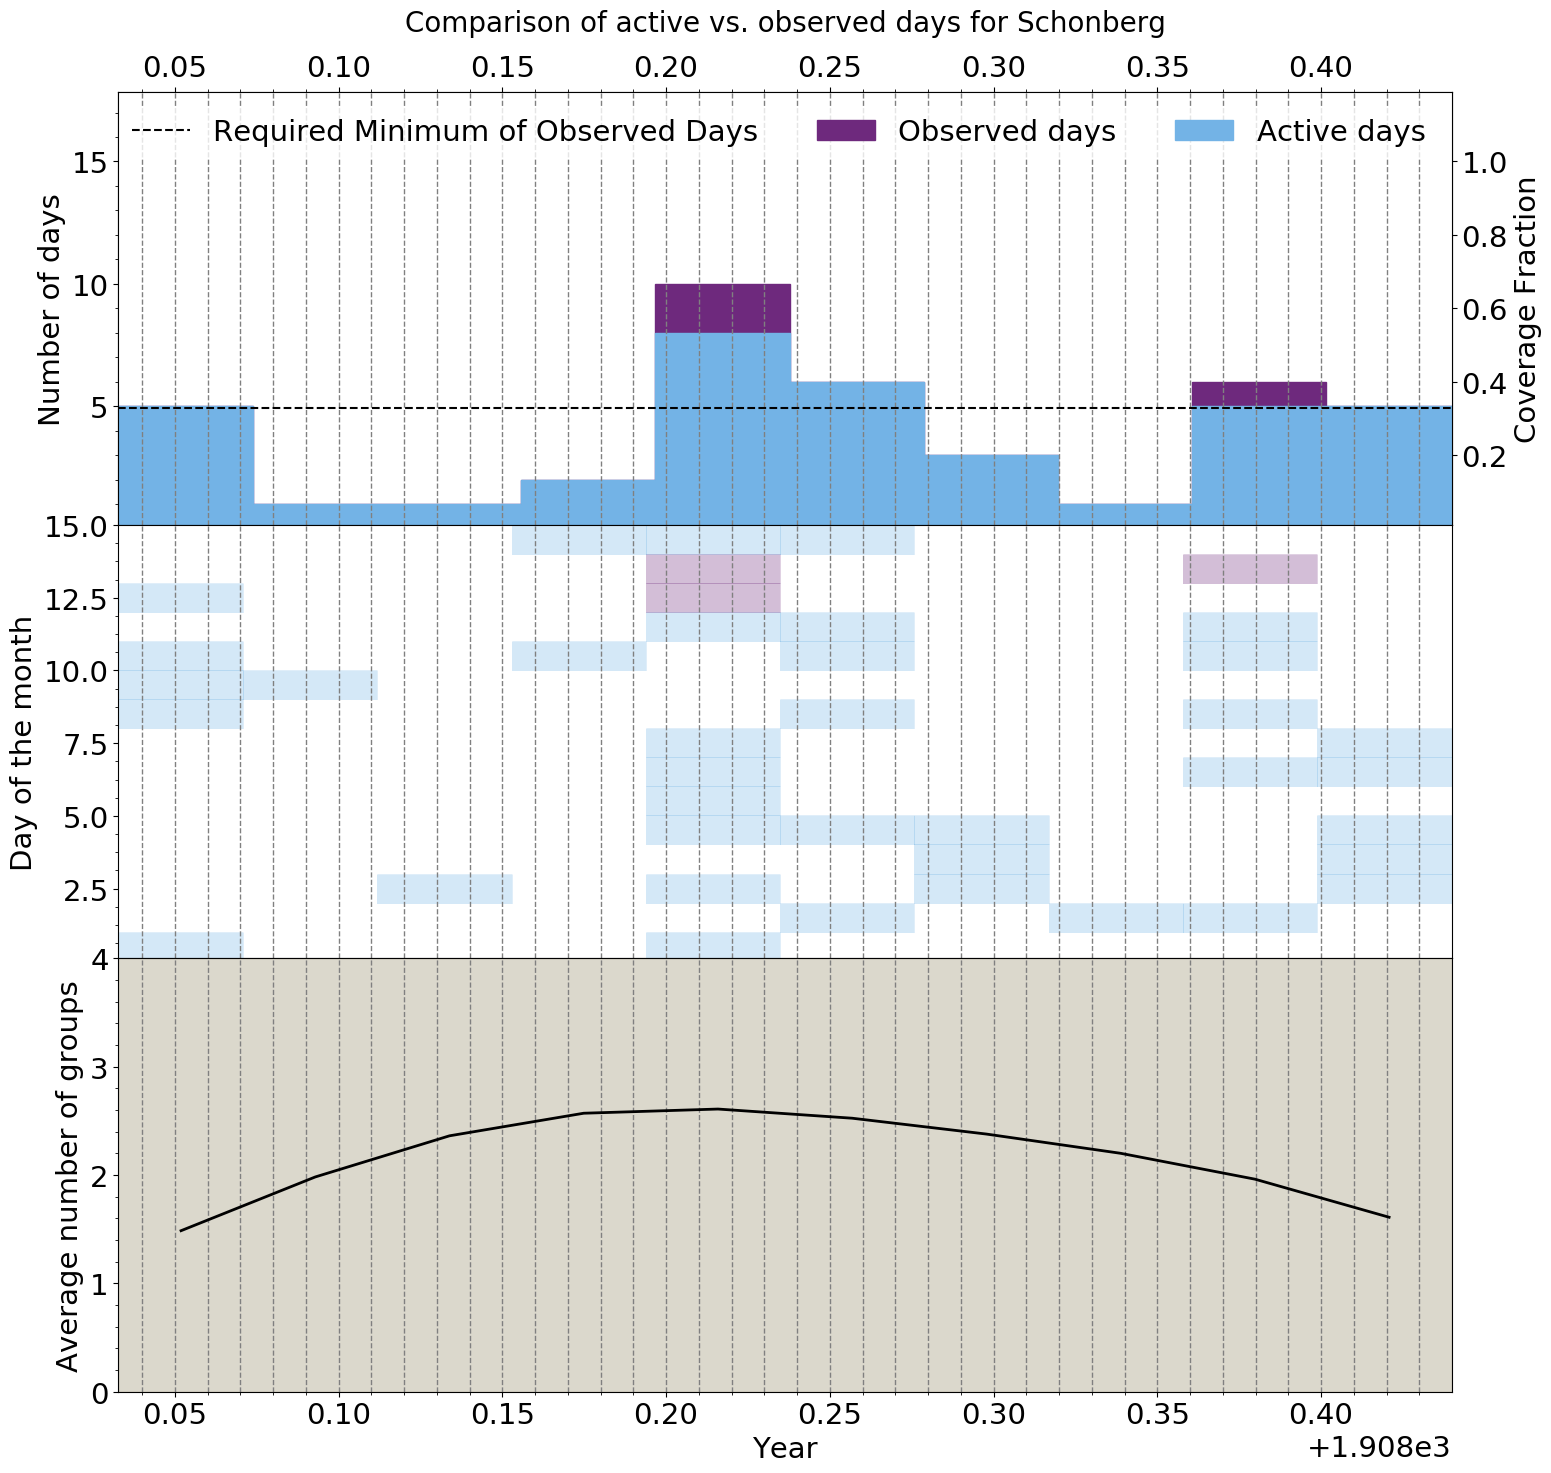 Comparison of active vs. observed days for Schonberg
0.05 0.10 0.15 0.20 0.25 0.30 0.35 0.40
Required Minimum of Observed Days Observed days Active days
Number of days
15
10
5
Coverage Fraction
1.0
0.8
0.6
0.4
0.2
Day of the month
15.0
12.5
10.0
7.5
5.0
2.5
Average number of groups
4
3
2
1
0
0.05 0.10 0.15 0.20 0.25 0.30 0.35 0.40
Year
+1.908e3